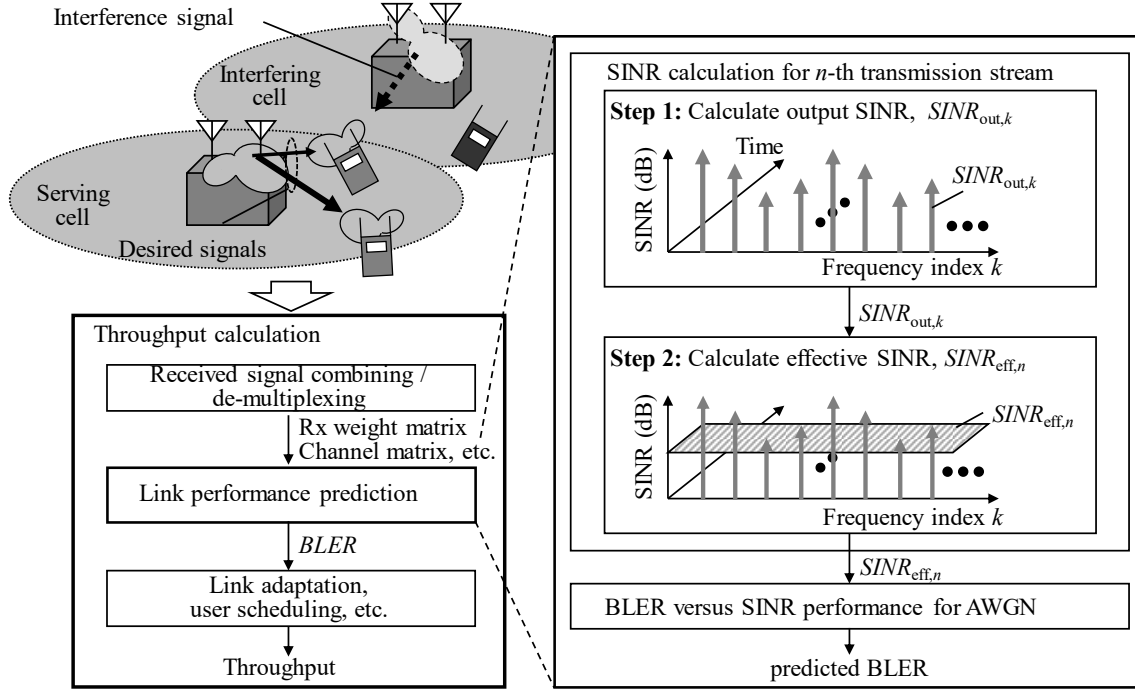 Interference signal
Interfering
cell
Serving
cell
Desired signals
Throughput calculation
Received signal combining /
de-multiplexing
Rx weight matrix
Channel matrix, etc.
Link performance prediction
BLER
Link adaptation,
user scheduling, etc.
Throughput
SINR calculation for n-th transmission stream
Step 1: Calculate output SINR, SINRout,k
SINR (dB)
Time
SINRout,k
Frequency index k
SINRout,k
Step 2: Calculate effective SINR, SINReff,n
SINR (dB)
SINReff,n
Frequency index k
SINReff,n
BLER versus SINR performance for AWGN
predicted BLER